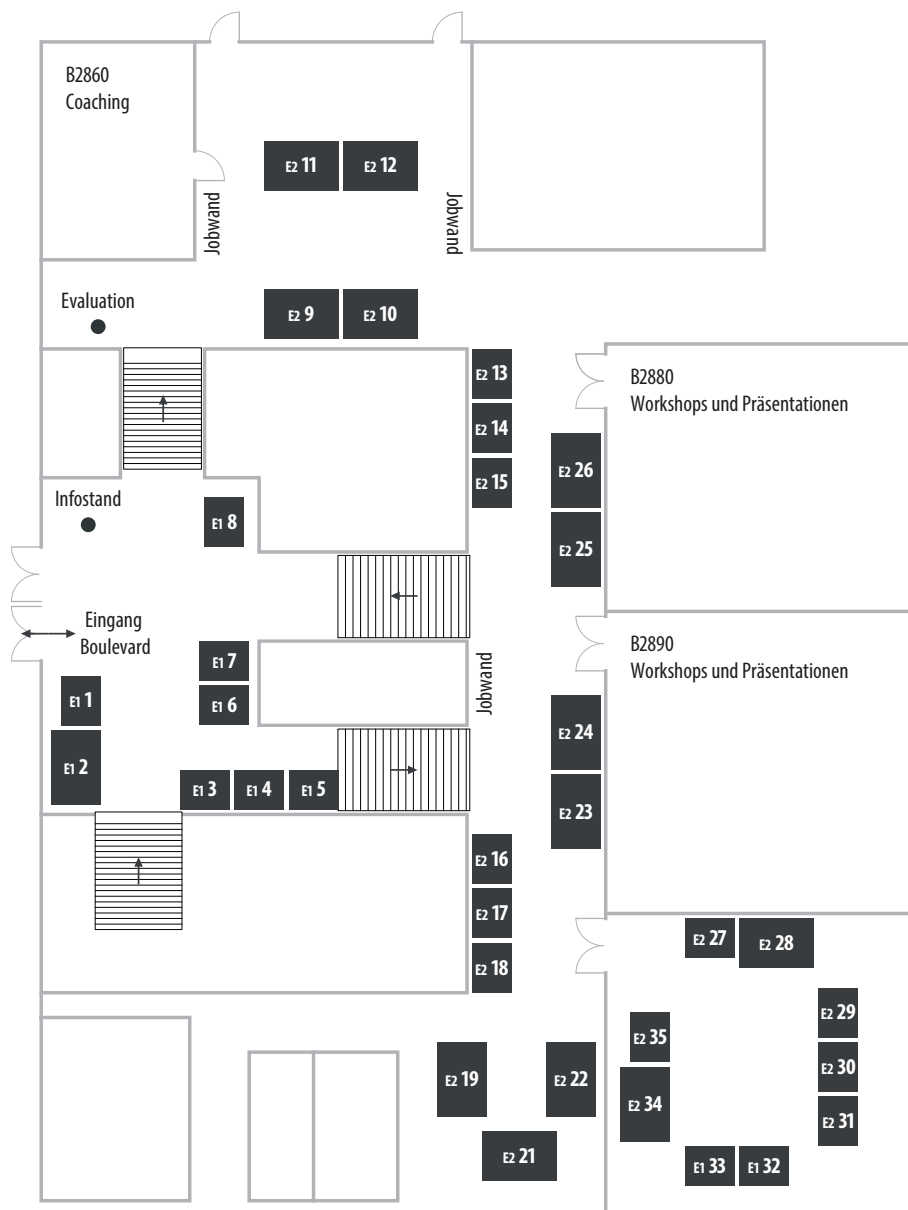 B2860
Coaching
E2 11
E2 12
Jobwand
Jobwand
Evaluation
E2 9
E2 10
E2 13
E2 14
E2 15
B2880
Workshops und Präsentationen
E2 26
E2 25
Infostand
E1 8
Eingang
Boulevard
E1 7
E1 6
Jobwand
B2890
Workshops und Präsentationen
E1 1
E1 2
E1 3
E1 4
E1 5
E2 24
E2 23
E2 16
E2 17
E2 18
E2 27
E2 28
E2 29
E2 30
E2 31
E2 35
E2 34
E2 19
E2 22
E2 21
E1 33
E1 32